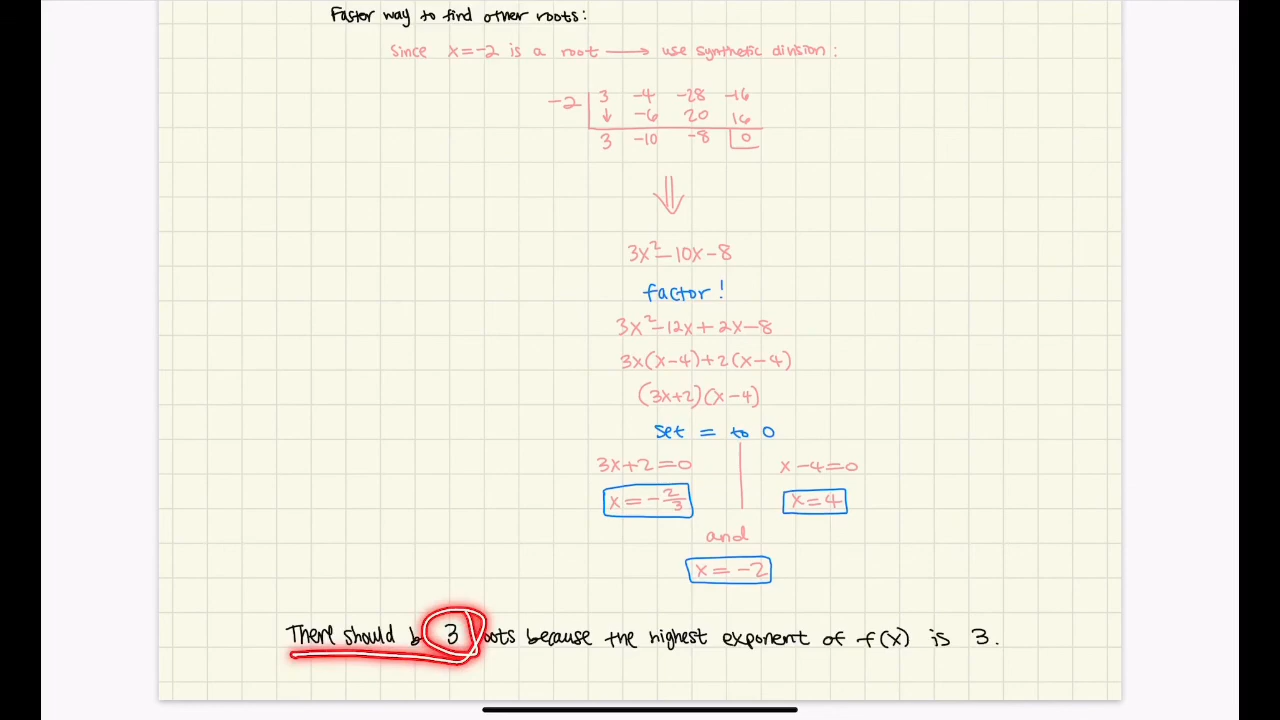 Faster way to find other roots:
Since x=-2 is a root → use synthetic division:
-2 | 3 -4 -28 -16
↓ -6 20 16
3 -10 -8 0
⇓
3x²-10x-8
factor!
3x²-12x+2x-8
3x(x-4)+2(x-4)
(3x+2)(x-4)
set = to 0
3x+2=0 | x-4=0
x=-2/3 | x=4
and
x=-2
There should 3 roots because the highest exponent of f(x) is 3.